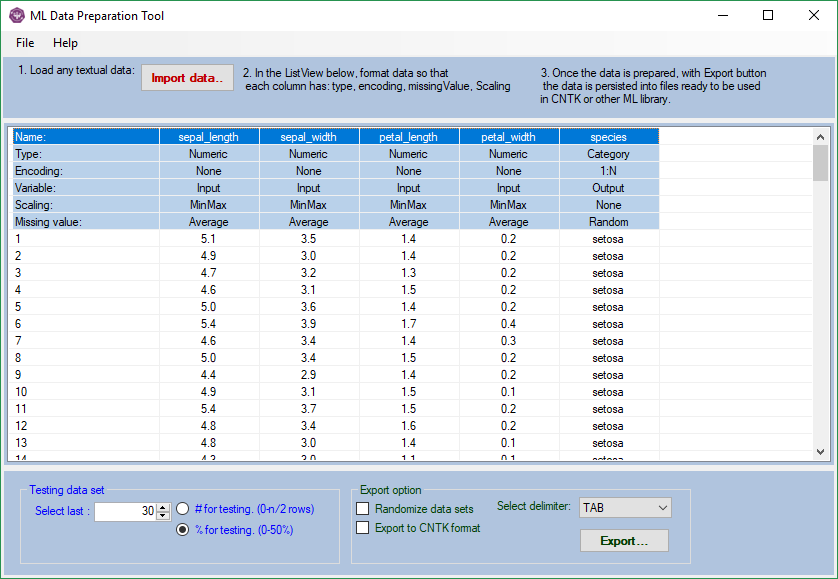 ML Data Preparation Tool
File Help
1. Load any textual data:
Import data..
2. In the ListView below, format data so that
each column has: type, encoding, missingValue, Scaling
3. Once the data is prepared, with Export button
the data is persisted into files ready to be used
in CNTK or other ML library.
Name: sepal_length sepal_width petal_length petal_width species
Type: Numeric Numeric Numeric Numeric Category
Encoding: None None None None 1:N
Variable: Input Input Input Input Output
Scaling: MinMax MinMax MinMax MinMax None
Missing value: Average Average Average Average Random
1 5.1 3.5 1.4 0.2 setosa
2 4.9 3.0 1.4 0.2 setosa
3 4.7 3.2 1.3 0.2 setosa
4 4.6 3.1 1.5 0.2 setosa
5 5.0 3.6 1.4 0.2 setosa
6 5.4 3.9 1.7 0.4 setosa
7 4.6 3.4 1.4 0.3 setosa
8 5.0 3.4 1.5 0.2 setosa
9 4.4 2.9 1.4 0.2 setosa
10 4.9 3.1 1.5 0.1 setosa
11 5.4 3.7 1.5 0.2 setosa
12 4.8 3.4 1.6 0.2 setosa
13 4.8 3.0 1.4 0.1 setosa
14 4.3 3.0 1.1 0.1 setosa
Testing data set
Select last : 30
# for testing. (0-n/2 rows)
% for testing. (0-50%)
Export option
Randomize data sets
Export to CNTK format
Select delimiter: TAB
Export...